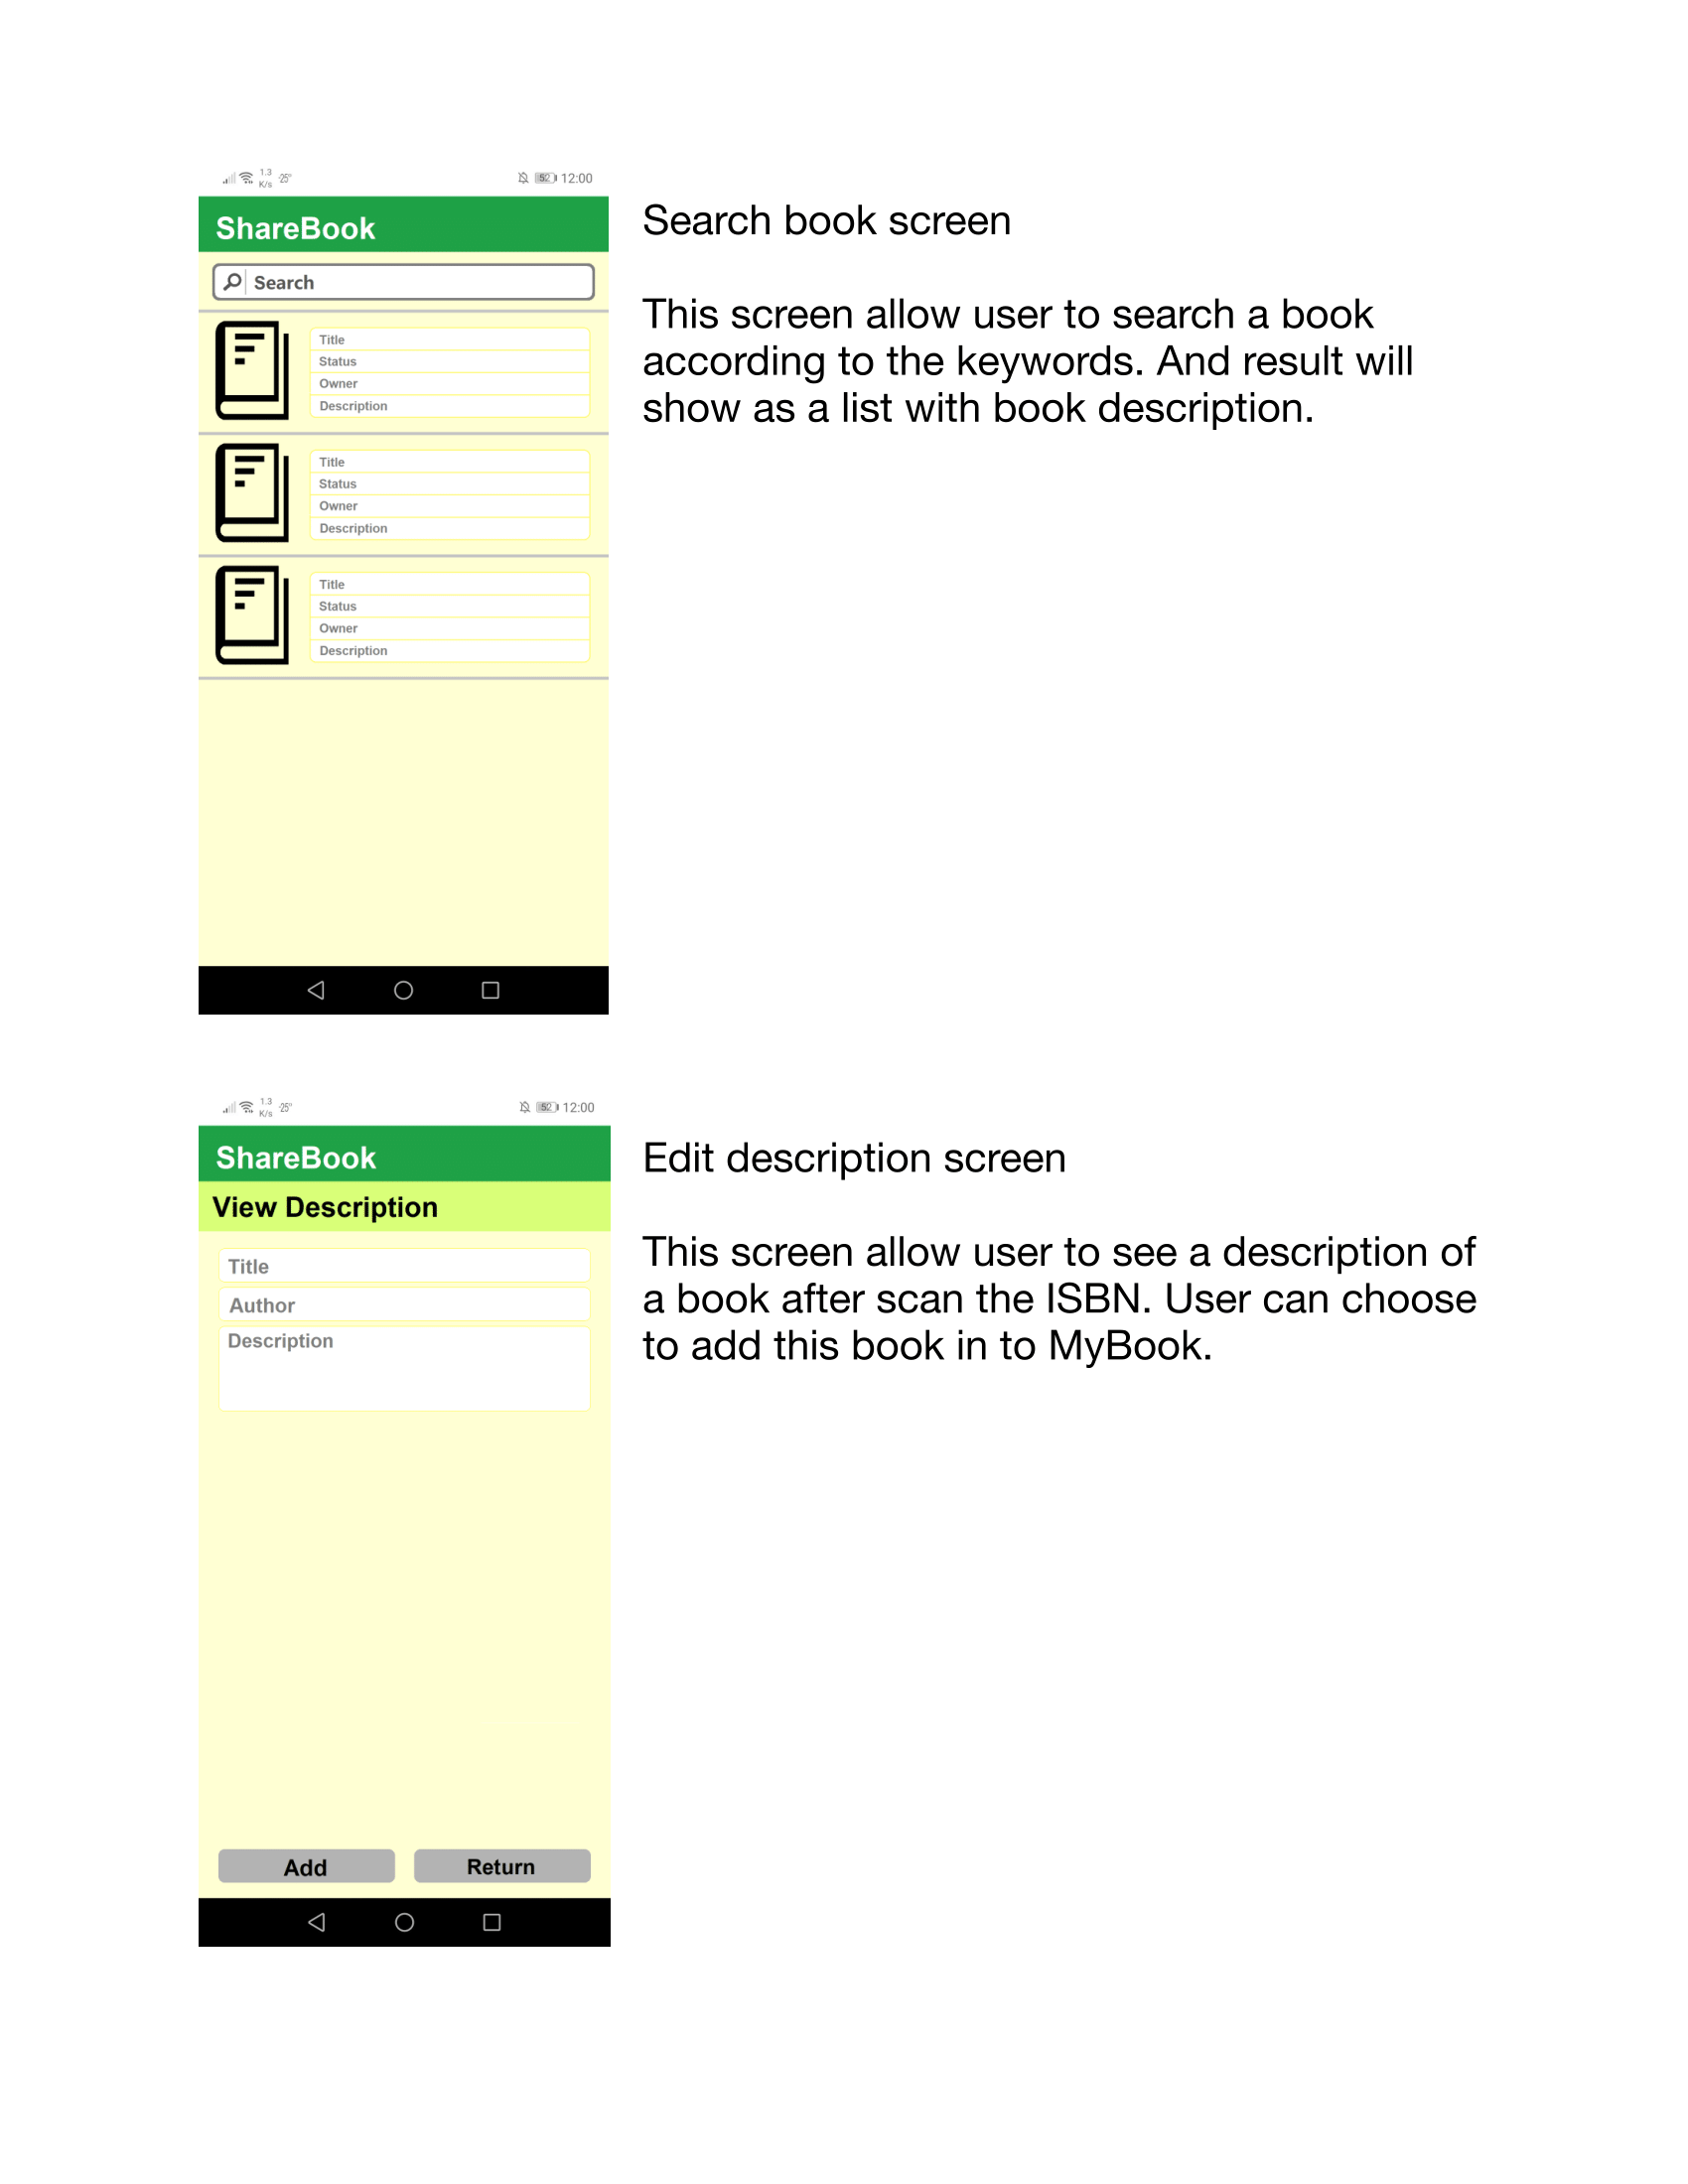 1.3
K/s
-25°
52
12:00
ShareBook
Search
Title
Status
Owner
Description
Title
Status
Owner
Description
Title
Status
Owner
Description
Search book screen
This screen allow user to search a book
according to the keywords. And result will
show as a list with book description.
1.3
K/s
-25°
52
12:00
ShareBook
View Description
Title
Author
Description
Add
Return
Edit description screen
This screen allow user to see a description of
a book after scan the ISBN. User can choose
to add this book in to MyBook.